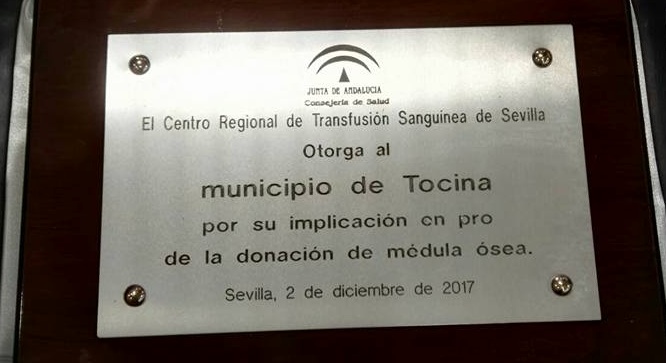 JUNTA DE ANDALUCIA
Consejería de Salud
El Centro Regional de Transfusión Sanguínea de Sevilla
Otorga al
municipio de Tocina
por su implicación en pro
de la donación de médula ósea.
Sevilla, 2 de diciembre de 2017